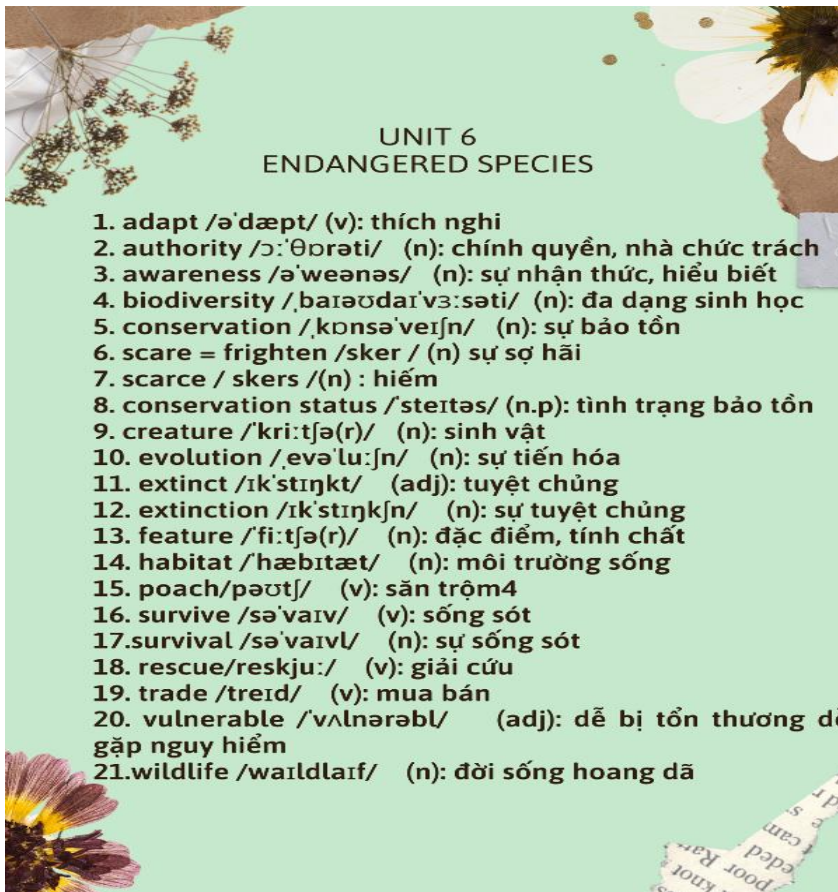 UNIT 6
ENDANGERED SPECIES
1. adapt /əˈdæpt/ (v): thích nghi
2. authority /ɔːˈθɒrəti/ (n): chính quyền, nhà chức trách
3. awareness /əˈweənəs/ (n): sự nhận thức, hiểu biết
4. biodiversity /ˌbaɪəʊdaɪˈvɜːsəti/ (n): đa dạng sinh học
5. conservation /ˌkɒnsəˈveɪʃn/ (n): sự bảo tồn
6. scare = frighten /sker / (n) sự sợ hãi
7. scarce / skers /(n) : hiếm
8. conservation status /ˈsteɪtəs/ (n.p): tình trạng bảo tồn
9. creature /ˈkriːtʃə(r)/ (n): sinh vật
10. evolution /ˌevəˈluːʃn/ (n): sự tiến hóa
11. extinct /ɪkˈstɪŋkt/ (adj): tuyệt chủng
12. extinction /ɪkˈstɪŋkʃn/ (n): sự tuyệt chủng
13. feature /ˈfiːtʃə(r)/ (n): đặc điểm, tính chất
14. habitat /ˈhæbɪtæt/ (n): môi trường sống
15. poach/pəʊtʃ/ (v): săn trộm4
16. survive /səˈvaɪv/ (v): sống sót
17.survival /səˈvaɪvl/ (n): sự sống sót
18. rescue/reskjuː/ (v): giải cứu
19. trade /treɪd/ (v): mua bán
20. vulnerable /ˈvʌlnərəbl/ (adj): dễ bị tổn thương
gặp nguy hiểm
21.wildlife /waɪldlaɪf/ (n): đời sống hoang dã
cam
eded
poor
knot